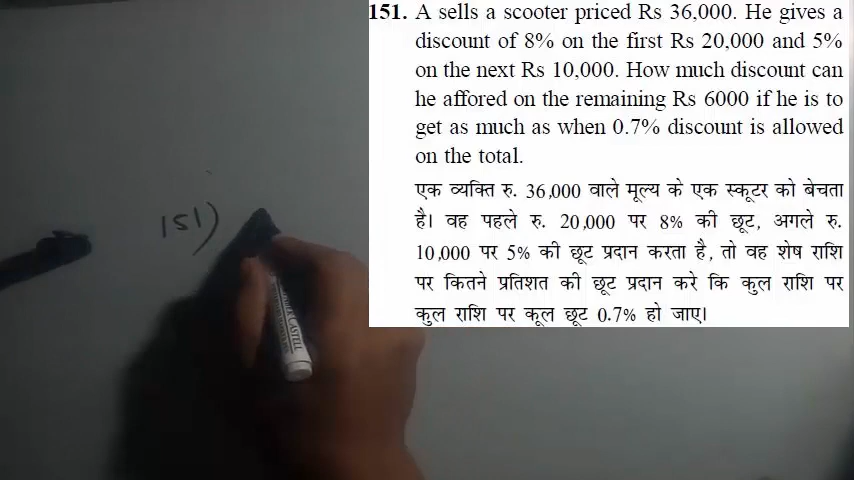 151. A sells a scooter priced Rs 36,000. He gives a
discount of 8% on the first Rs 20,000 and 5%
on the next Rs 10,000. How much discount can
he affored on the remaining Rs 6000 if he is to
get as much as when 0.7% discount is allowed
on the total.
एक व्यक्ति रु. 36,000 वाले मूल्य के एक स्कूटर को बेचता
है। वह पहले रु. 20,000 पर 8% की छूट, अगले रु.
10,000 पर 5% की छूट प्रदान करता है, तो वह शेष राशि
पर कितने प्रतिशत की छूट प्रदान करे कि कुल राशि पर
कुल राशि पर कूल छूट 0.7% हो जाए।
151)
FABER CASTELL